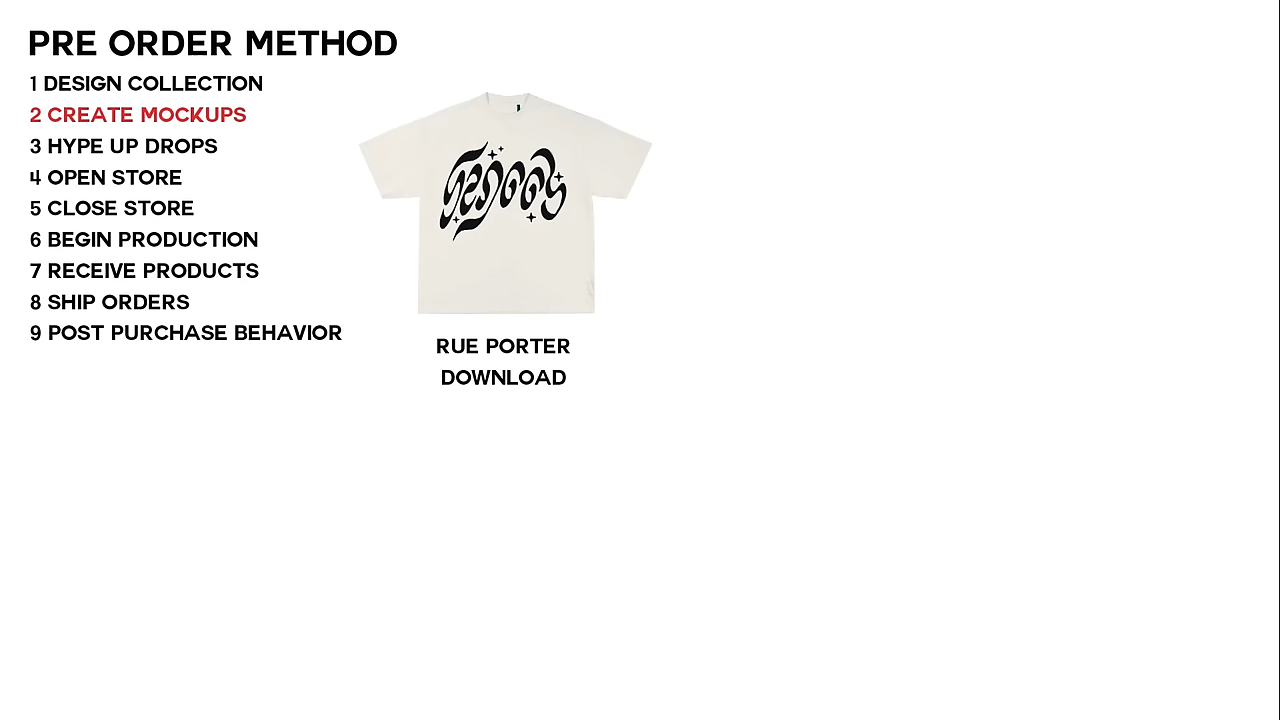 PRE ORDER METHOD
1 DESIGN COLLECTION
2 CREATE MOCKUPS
3 HYPE UP DROPS
4 OPEN STORE
5 CLOSE STORE
6 BEGIN PRODUCTION
7 RECEIVE PRODUCTS
8 SHIP ORDERS
9 POST PURCHASE BEHAVIOR
RUE PORTER
DOWNLOAD